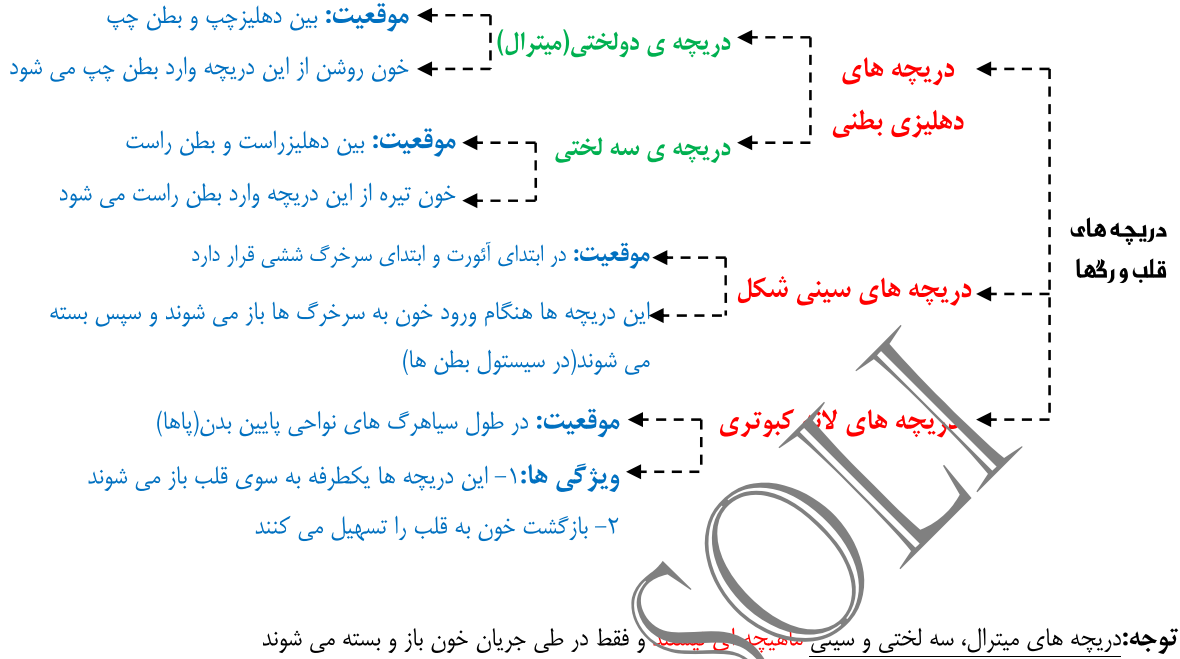 دریچه های
قلب و رگها
دریچه های
دهلیزی بطنی
دریچه ی دولختی(میترال)
موقعیت: بین دهلیزچپ و بطن چپ
خون روشن از این دریچه وارد بطن چپ می شود
دریچه ی سه لختی
موقعیت: بین دهلیزراست و بطن راست
خون تیره از این دریچه وارد بطن راست می شود
دریچه های سینی شکل
موقعیت: در ابتدای آئورت و ابتدای سرخرگ ششی قرار دارد
این دریچه ها هنگام ورود خون به سرخرگ ها باز می شوند و سپس بسته
می شوند(در سیستول بطن ها)
دریچه های لانه کبوتری
موقعیت: در طول سیاهرگ های نواحی پایین بدن(پاها)
ویژگی ها:۱- این دریچه ها یکطرفه به سوی قلب باز می شوند
۲- بازگشت خون به قلب را تسهیل می کنند
توجه:دریچه های میترال، سه لختی و سینی ماهیچه ای نیستند و فقط در طی جریان خون باز و بسته می شوند
SOLI